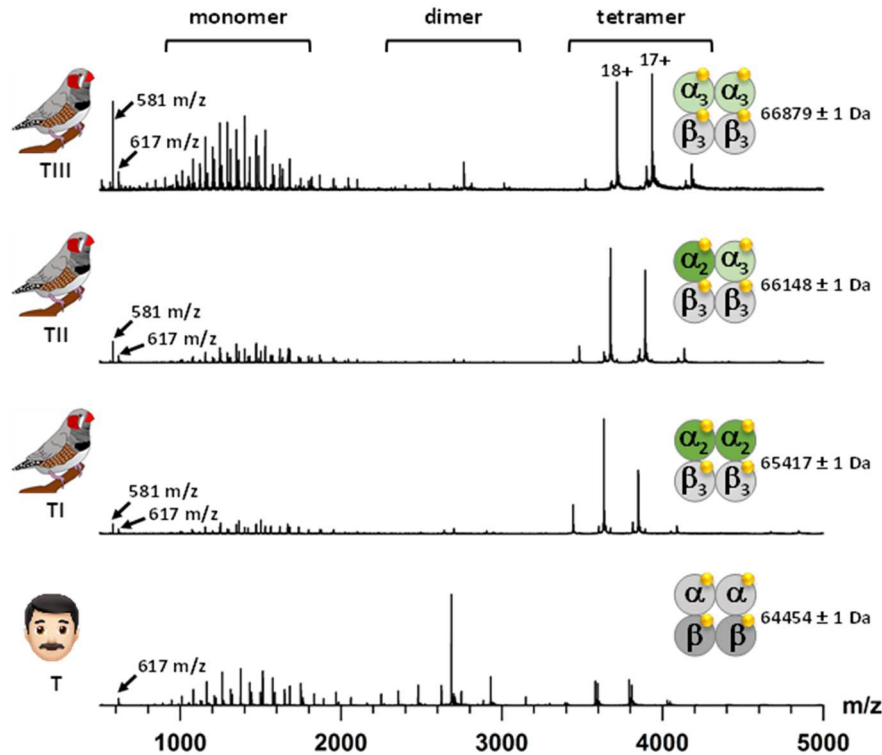 monomer dimer tetramer
18+ 17+
581 m/z
617 m/z
α3 α3
β3 β3
66879 ± 1 Da
TIII
581 m/z
617 m/z
α2 α3
β3 β3
66148 ± 1 Da
TII
581 m/z
617 m/z
α2 α2
β3 β3
65417 ± 1 Da
TI
617 m/z
α α
β β
64454 ± 1 Da
T
m/z
1000 2000 3000 4000 5000